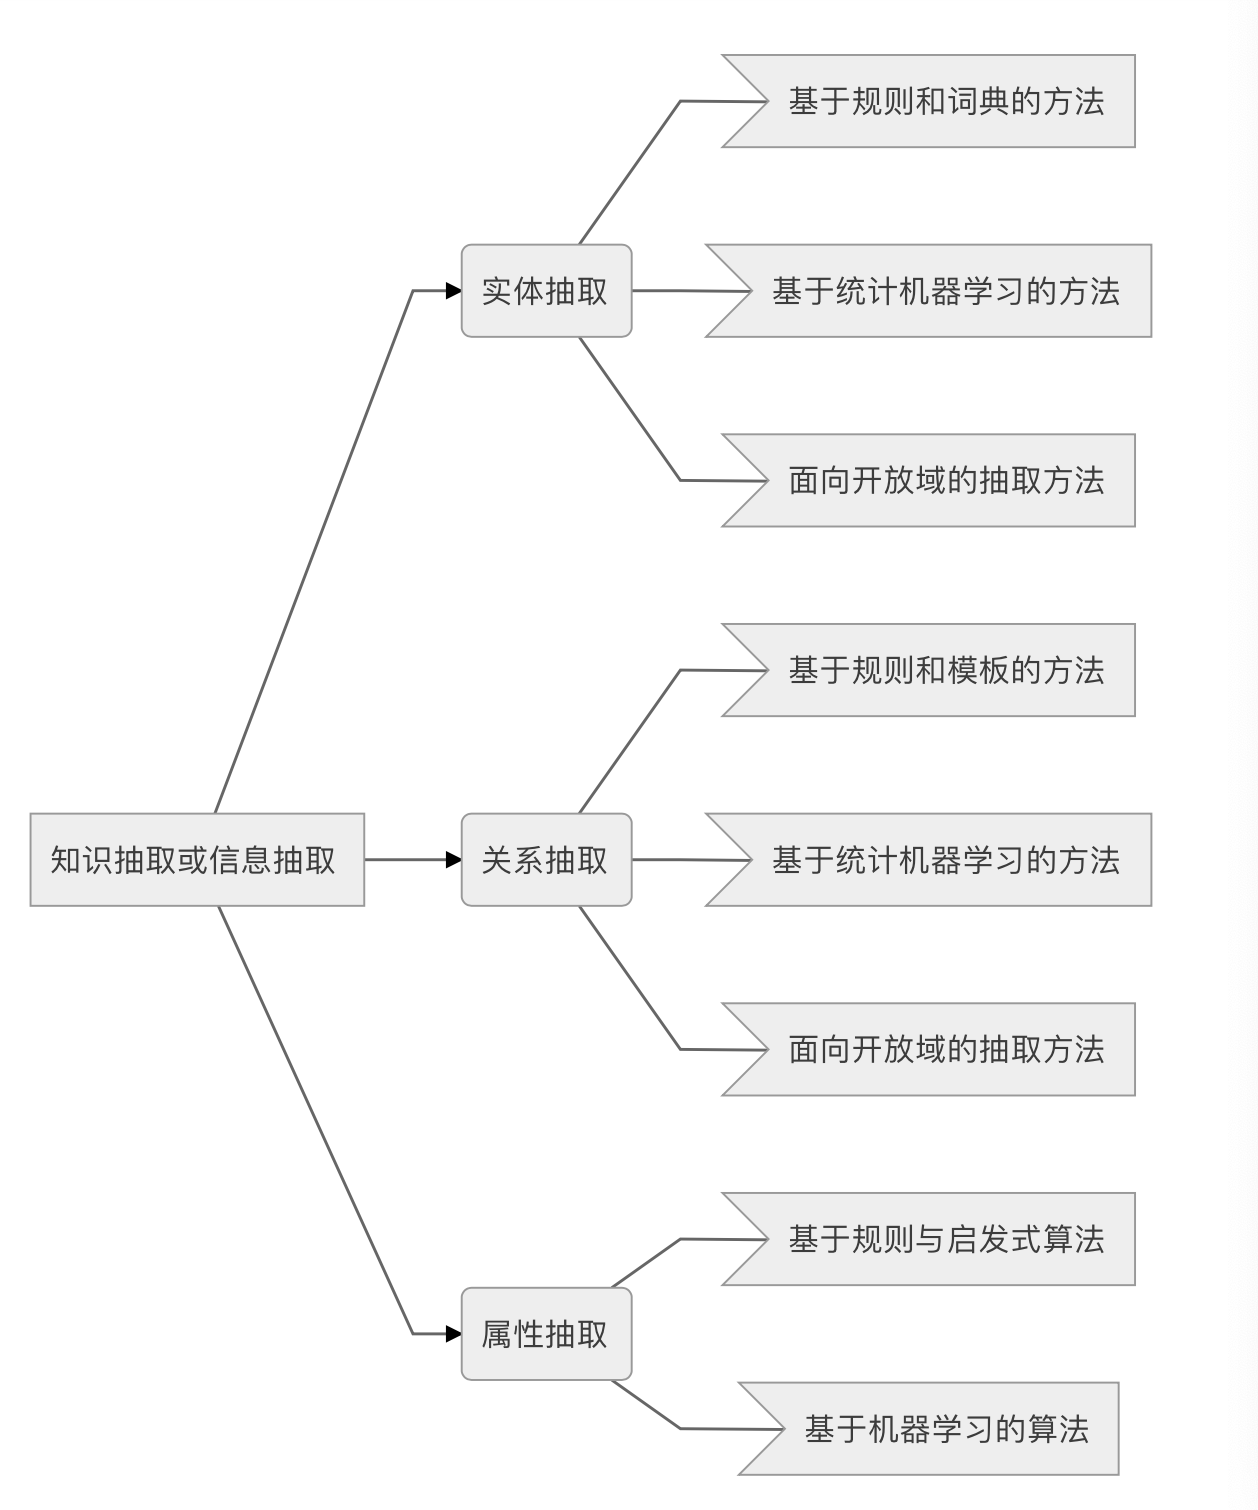 基于规则和词典的方法
实体抽取
基于统计机器学习的方法
面向开放域的抽取方法
基于规则和模板的方法
知识抽取或信息抽取
关系抽取
基于统计机器学习的方法
面向开放域的抽取方法
基于规则与启发式算法
属性抽取
基于机器学习的算法